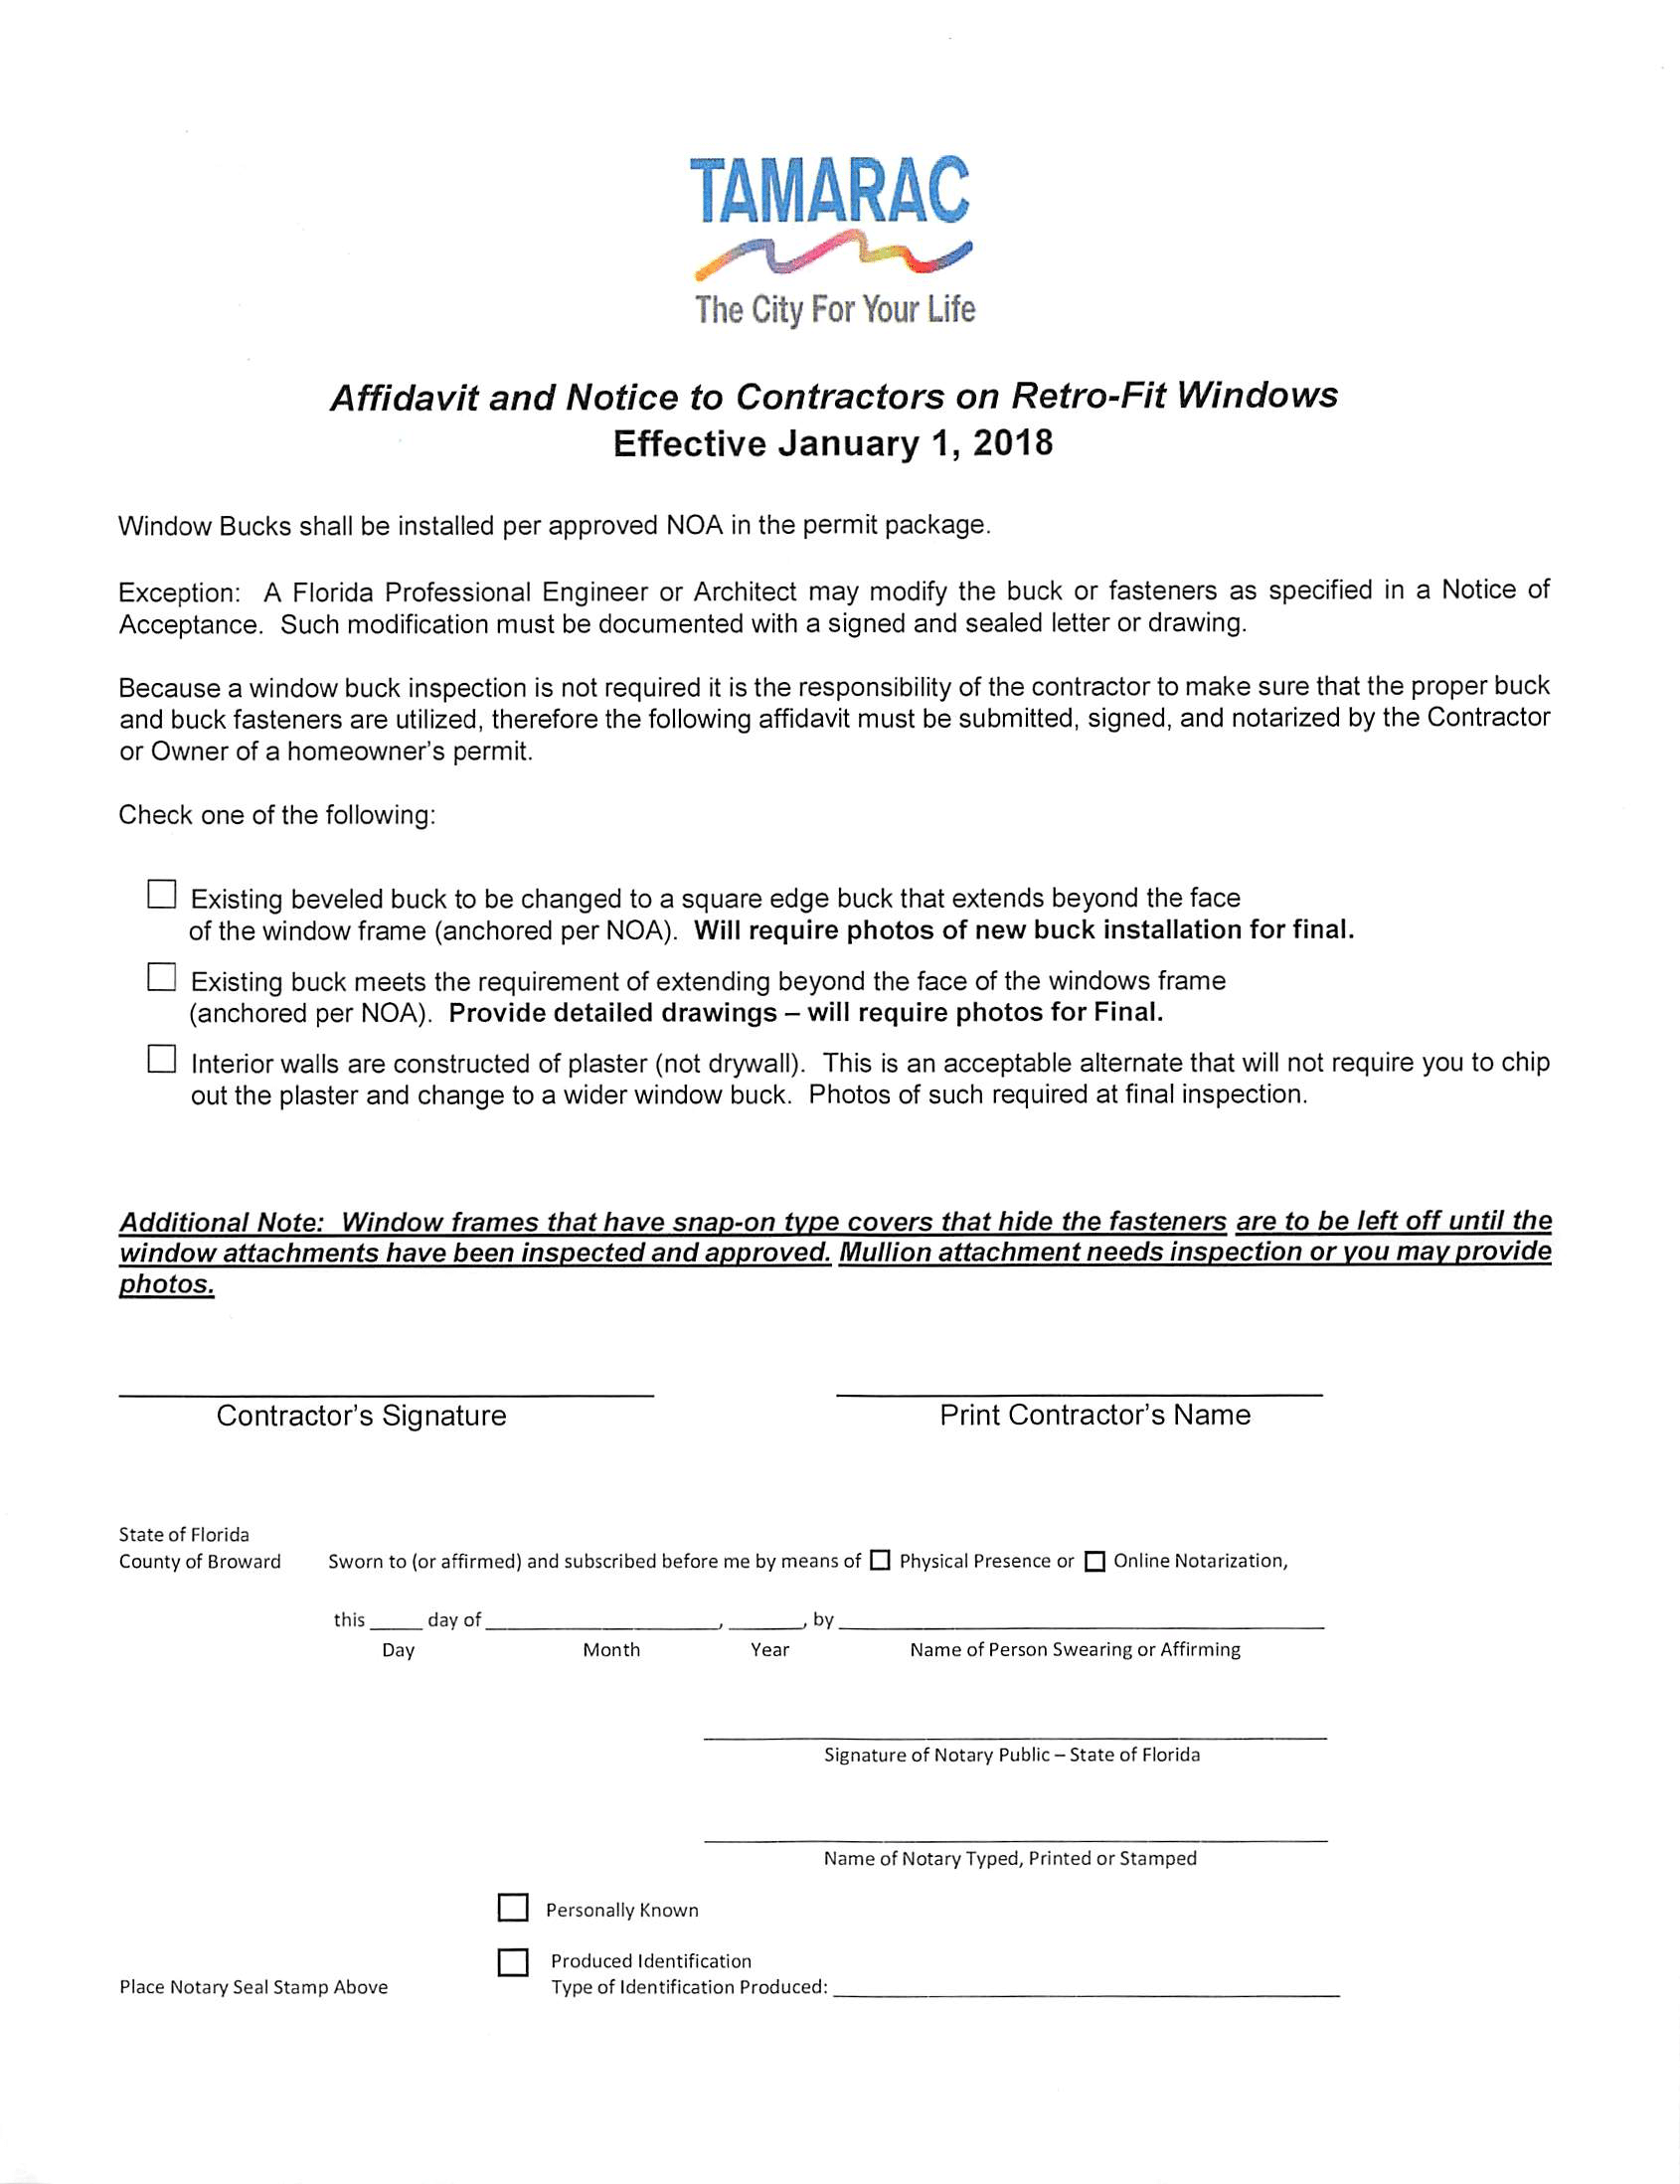 TAMARAC
The City For Your Life
Affidavit and Notice to Contractors on Retro-Fit Windows
Effective January 1, 2018
Window Bucks shall be installed per approved NOA in the permit package.
Exception: A Florida Professional Engineer or Architect may modify the buck or fasteners as specified in a Notice of
Acceptance. Such modification must be documented with a signed and sealed letter or drawing.
Because a window buck inspection is not required it is the responsibility of the contractor to make sure that the proper buck
and buck fasteners are utilized, therefore the following affidavit must be submitted, signed, and notarized by the Contractor
or Owner of a homeowner's permit.
Check one of the following:
Existing beveled buck to be changed to a square edge buck that extends beyond the face
of the window frame (anchored per NOA). Will require photos of new buck installation for final.
Existing buck meets the requirement of extending beyond the face of the windows frame
(anchored per NOA). Provide detailed drawings – will require photos for Final.
Interior walls are constructed of plaster (not drywall). This is an acceptable alternate that will not require you to chip
out the plaster and change to a wider window buck. Photos of such required at final inspection.
Additional Note: Window frames that have snap-on type covers that hide the fasteners are to be left off until the
window attachments have been inspected and approved. Mullion attachment needs inspection or you may provide
photos.
Contractor's Signature Print Contractor's Name
State of Florida
County of Broward Sworn to (or affirmed) and subscribed before me by means of Physical Presence or Online Notarization,
this _____ day of ____________________, _______, by ______________________________
Day Month Year Name of Person Swearing or Affirming
Signature of Notary Public – State of Florida
Name of Notary Typed, Printed or Stamped
Personally Known
Produced Identification
Place Notary Seal Stamp Above Type of Identification Produced: ______________________________